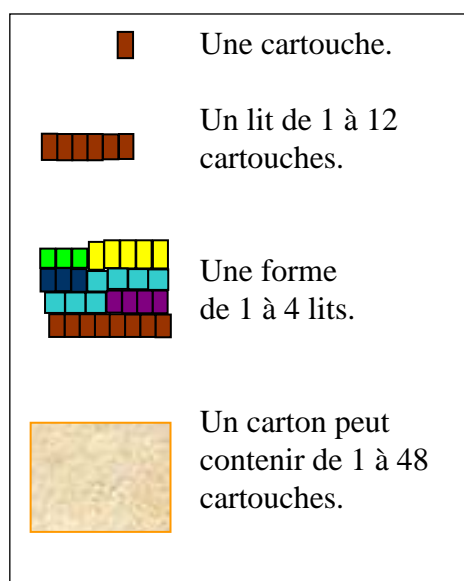 Une cartouche.
Un lit de 1 à 12
cartouches.
Une forme
de 1 à 4 lits.
Un carton peut
contenir de 1 à 48
cartouches.